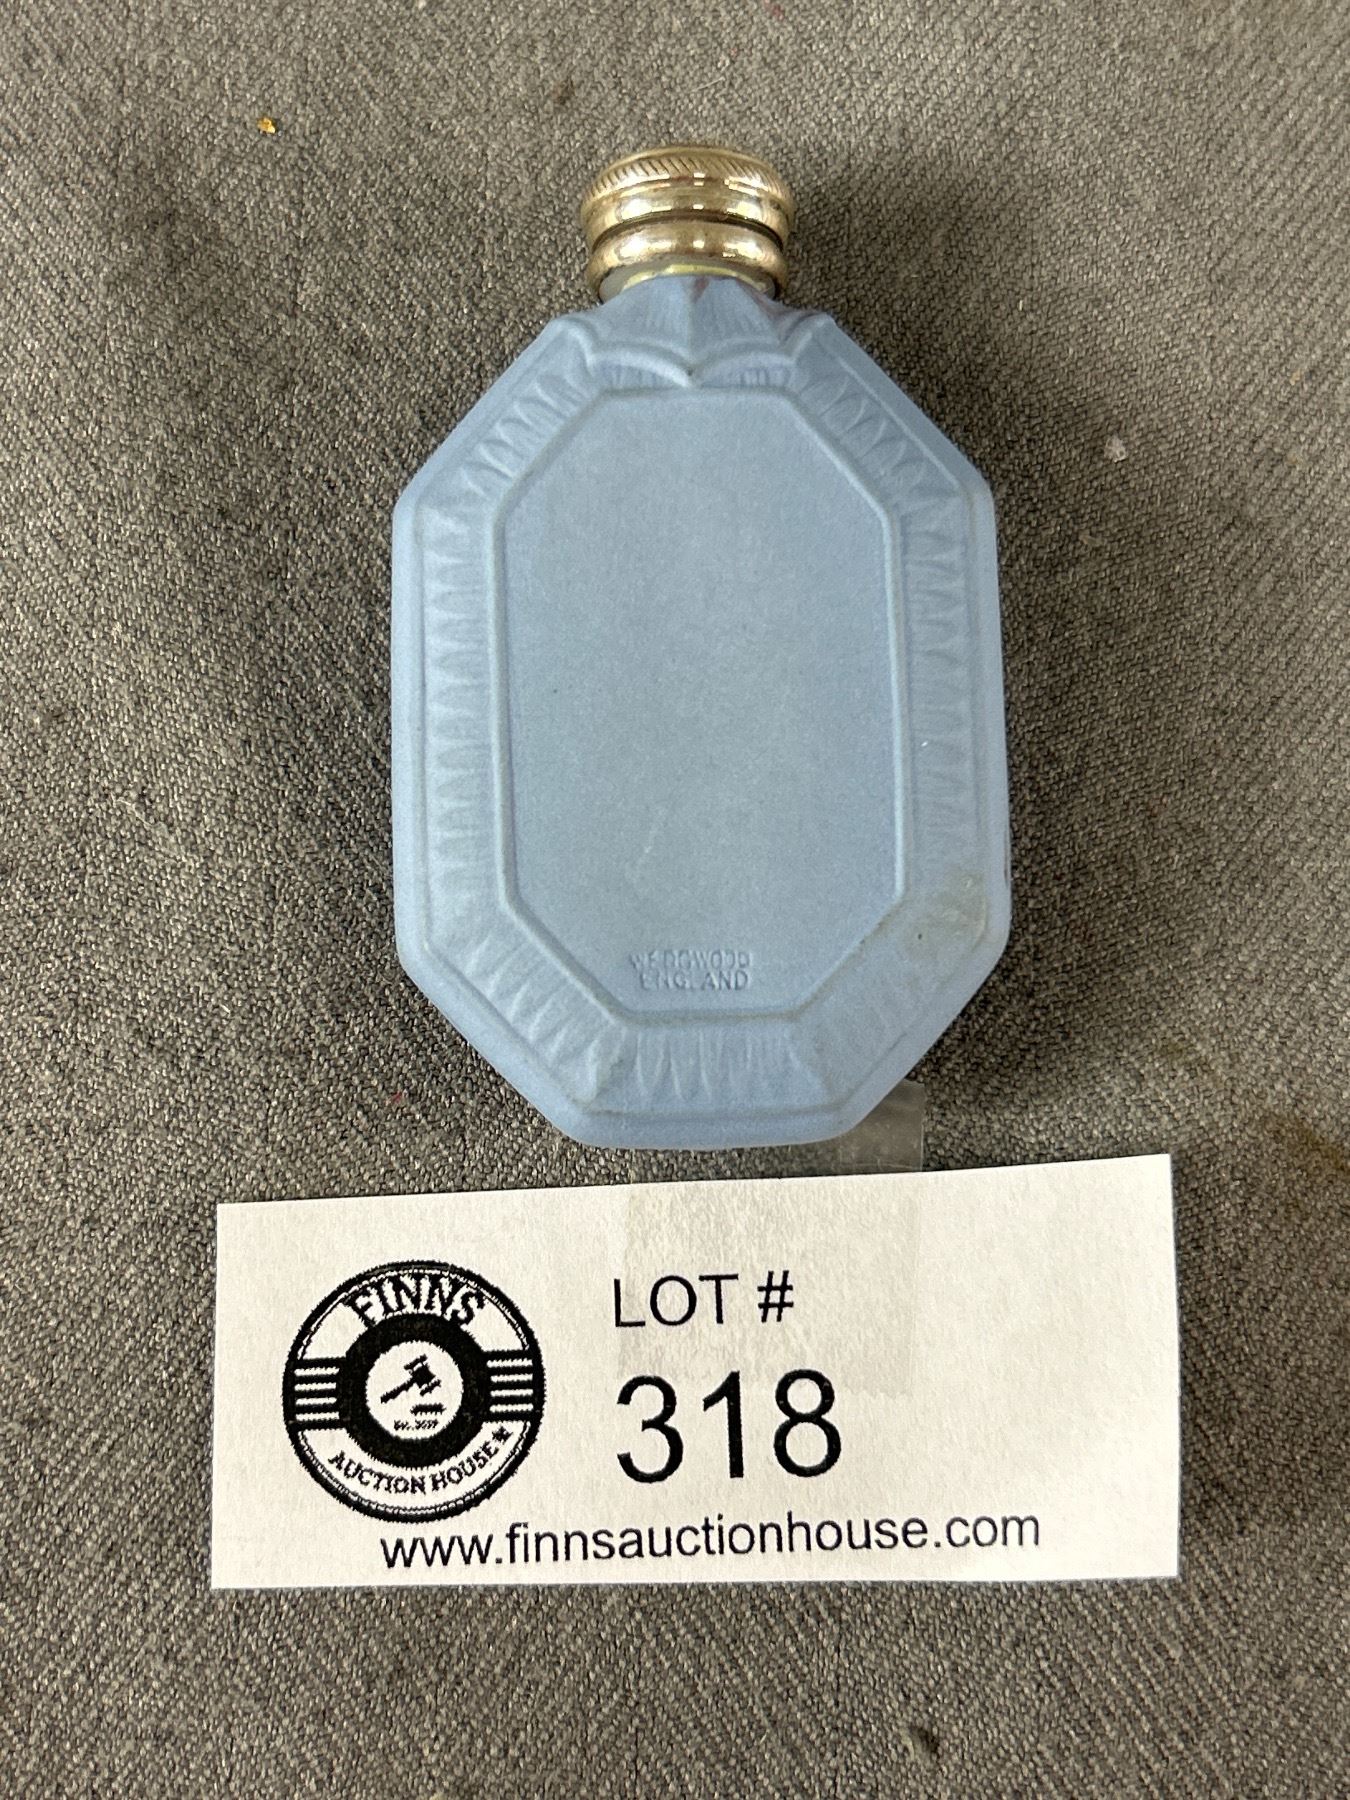 WEDGWOOD
ENGLAND
FINNS
AUCTION HOUSE
LOT #
318
www.finnsauctionhouse.com